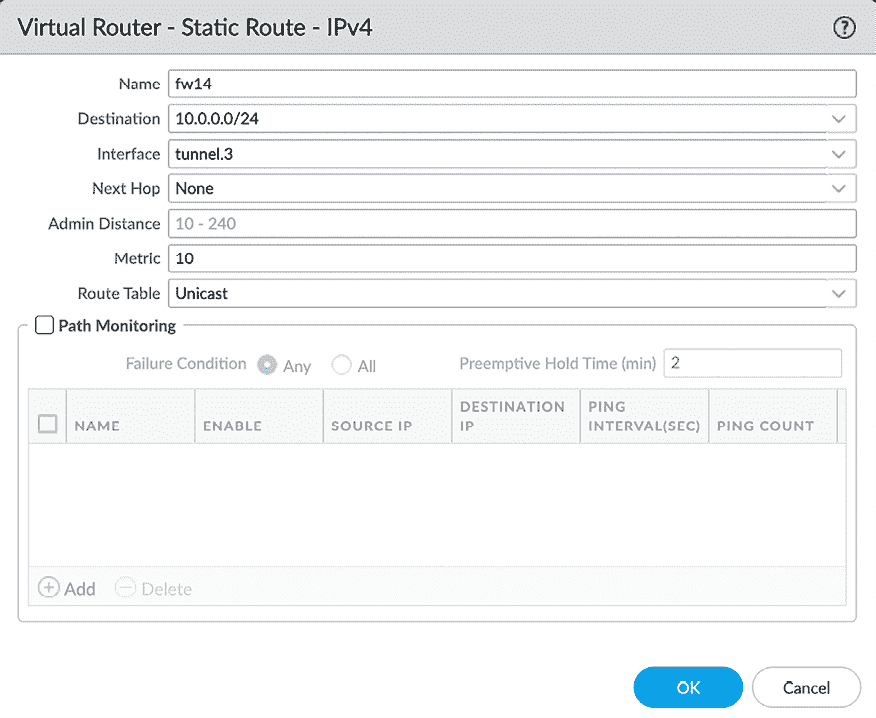 Virtual Router - Static Route - IPv4 ?
Name fw14
Destination 10.0.0.0/24
Interface tunnel.3
Next Hop None
Admin Distance 10 - 240
Metric 10
Route Table Unicast
Path Monitoring
Failure Condition Any All Preemptive Hold Time (min) 2
NAME ENABLE SOURCE IP DESTINATION IP PING INTERVAL(SEC) PING COUNT
Add Delete
OK Cancel